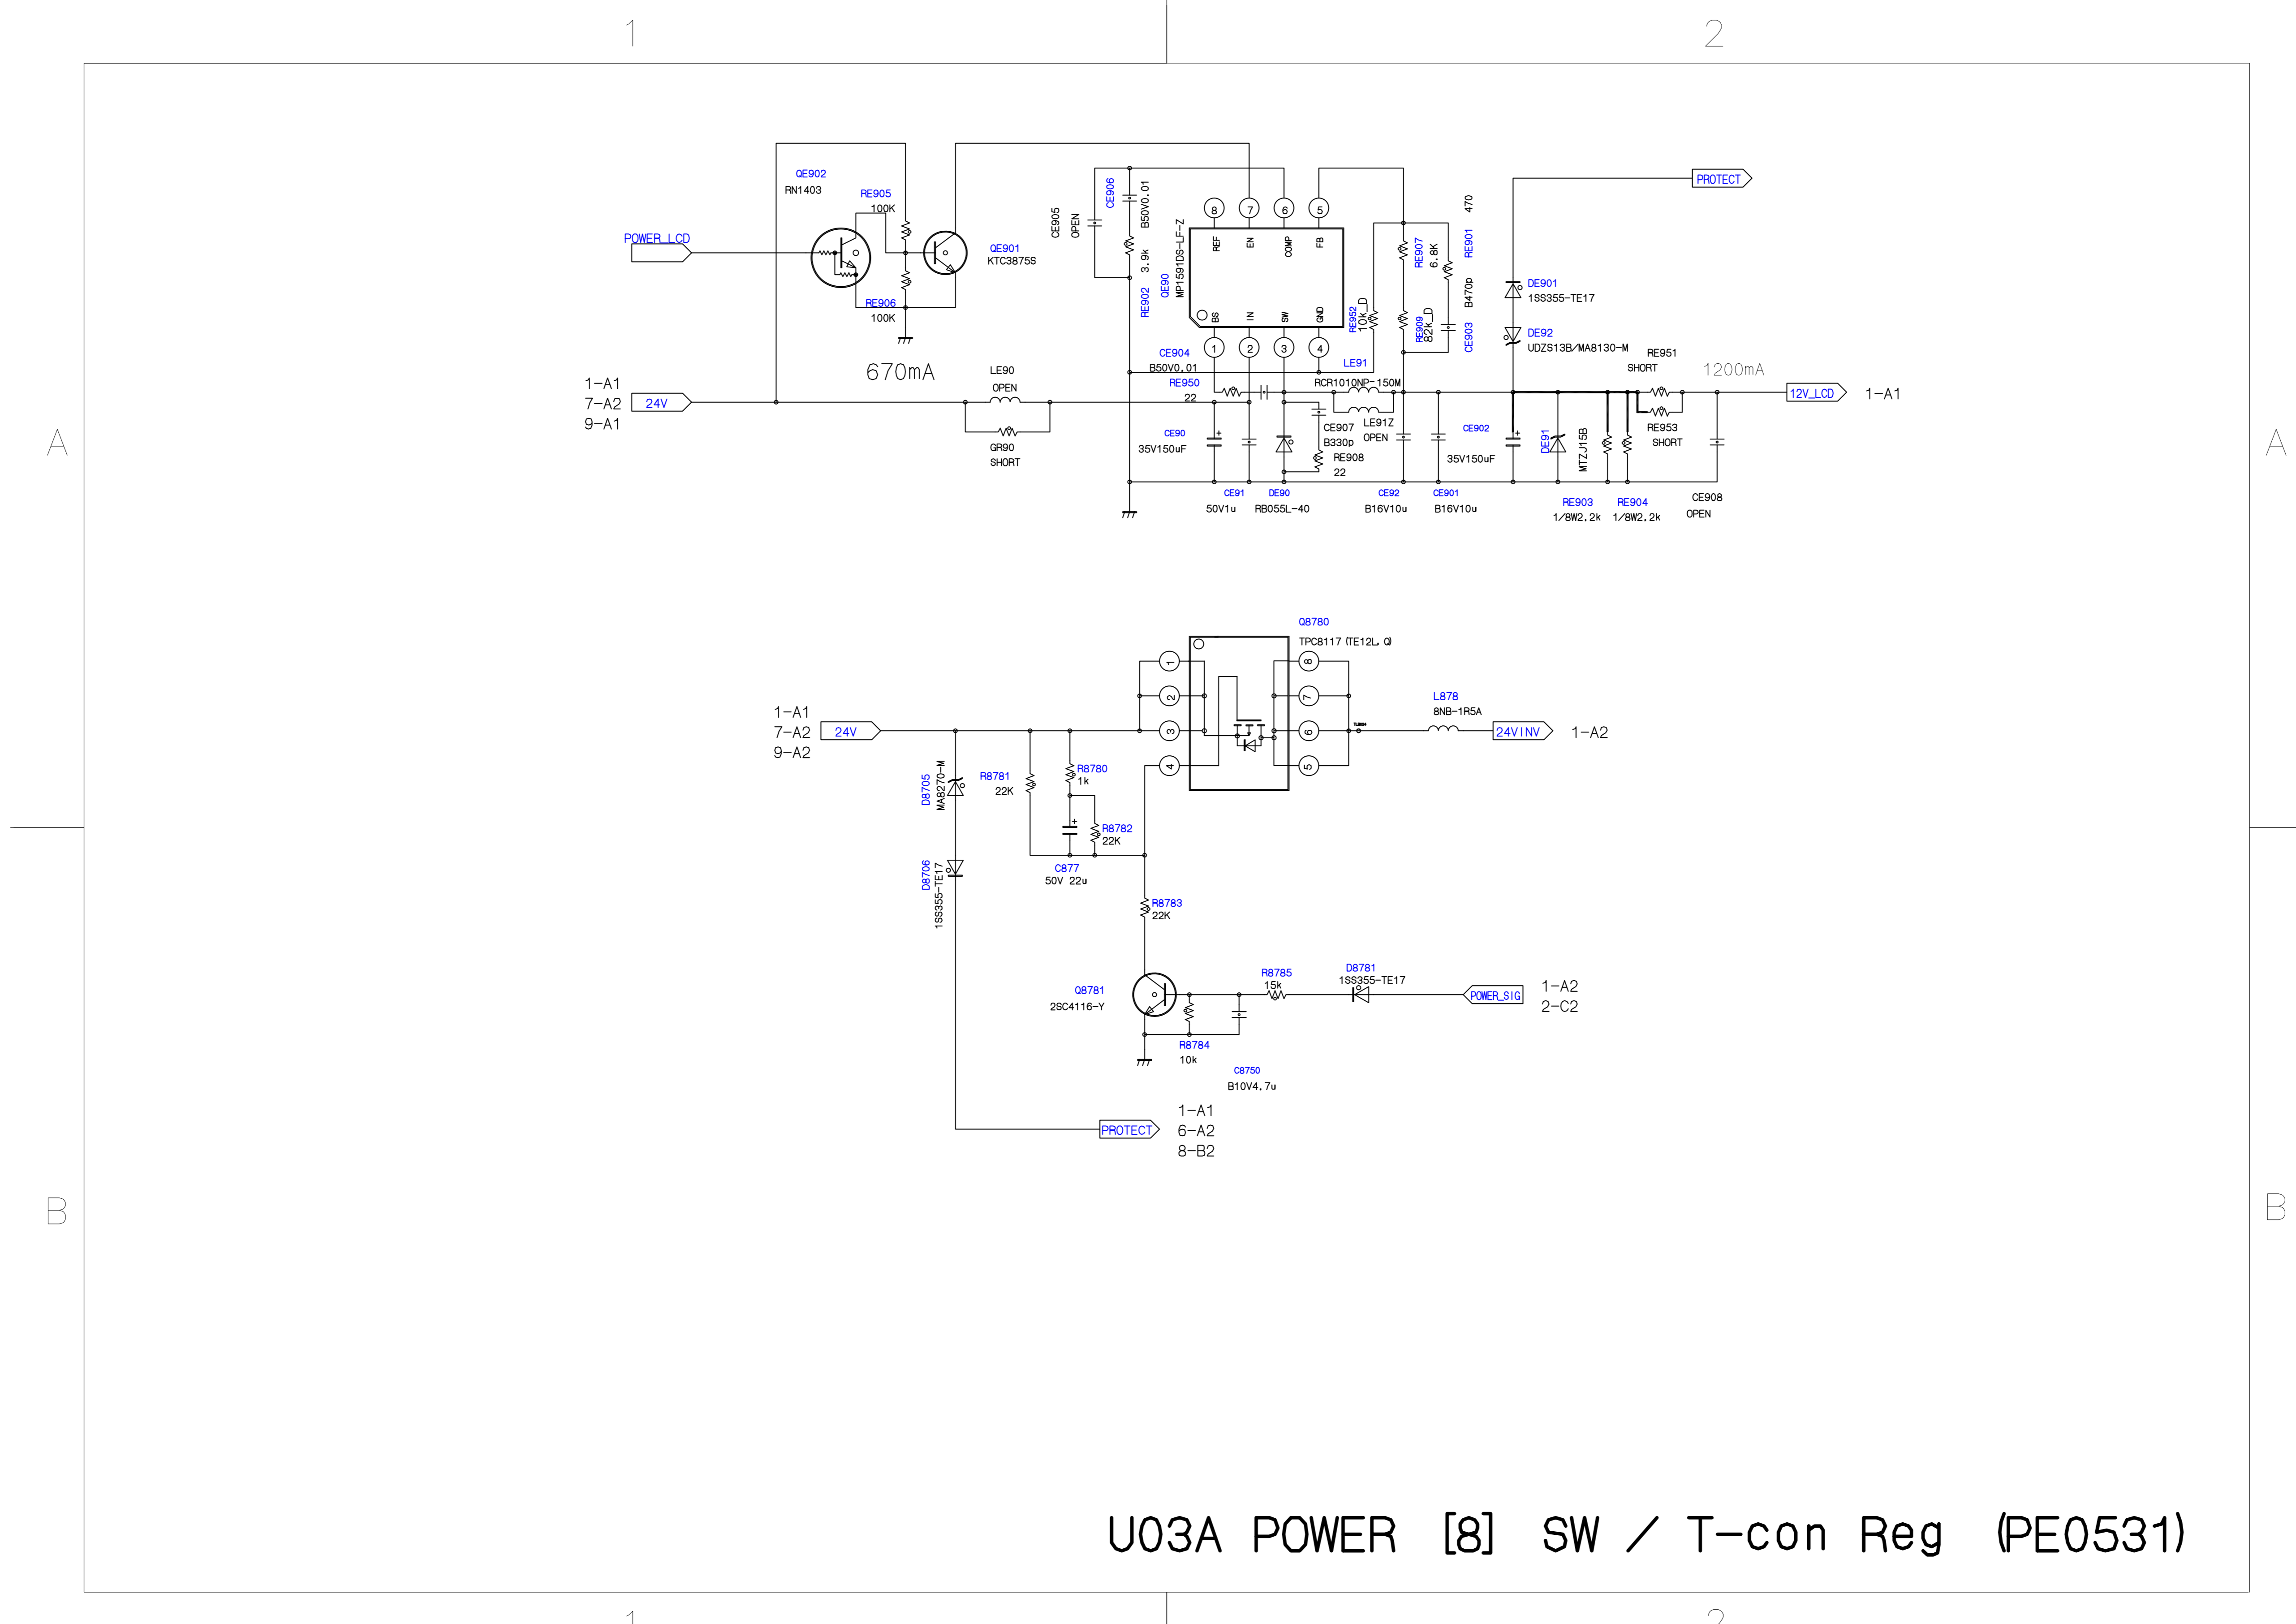 1
2
QE902
RN1403
RE905
100K
POWER_LCD
QE901
KTC3875S
RE906
100K
670mA
1-A1
7-A2
9-A1
24V
LE90
OPEN
GR90
SHORT
CE905
OPEN
CE906
B50V0.01
3.9k
RE902
QE90
MP1591DS-LF-Z
8
7
6
5
REF
EN
COMP
FB
BS
IN
SW
GND
1
2
3
4
CE904
B50V0.01
RE950
22
LE91
RCR1010NP-150M
LE91Z
OPEN
CE907
B330p
RE908
22
CE90
35V150uF
CE91
50V1u
DE90
RB055L-40
RE952
10k_D
RE907
6.8K
RE909
82k_D
RE901
470
B470p
CE903
CE92
B16V10u
CE901
B16V10u
CE902
35V150uF
PROTECT
DE901
1SS355-TE17
DE92
UDZS13B/MA8130-M
RE951
SHORT
1200mA
12V_LCD
1-A1
RE953
SHORT
DE91
MTZJ15B
RE903
1/8W2.2k
RE904
1/8W2.2k
CE908
OPEN
A
A
Q8780
TPC8117 (TE12L,Q)
1
2
3
4
8
7
6
5
1-A1
7-A2
9-A2
24V
L878
8NB-1R5A
24VINV
1-A2
D8705
MA8270-M
R8781
22K
R8780
1k
R8782
22K
C877
50V 22u
D8706
1SS355-TE17
R8783
22K
Q8781
2SC4116-Y
R8785
15k
D8781
1SS355-TE17
POWER_SIG
1-A2
2-C2
R8784
10k
C8750
B10V4.7u
PROTECT
1-A1
6-A2
8-B2
B
B
U03A POWER [8] SW / T-con Reg (PE0531)
1
2